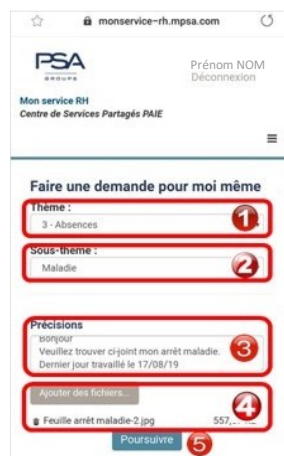 monservice-rh.mpsa.com
PSA
GROUPE
Prénom NOM
Déconnexion
Mon service RH
Centre de Services Partagés PAIE
Faire une demande pour moi même
Thème :
3 - Absences
1
Sous-theme :
Maladie
2
Précisions
Bonjour
Veuillez trouver ci-joint mon arrêt maladie.
Dernier jour travaillé le 17/08/19
3
Ajouter des fichiers...
4
Feuille arrêt maladie-2.jpg
Poursuivre
5